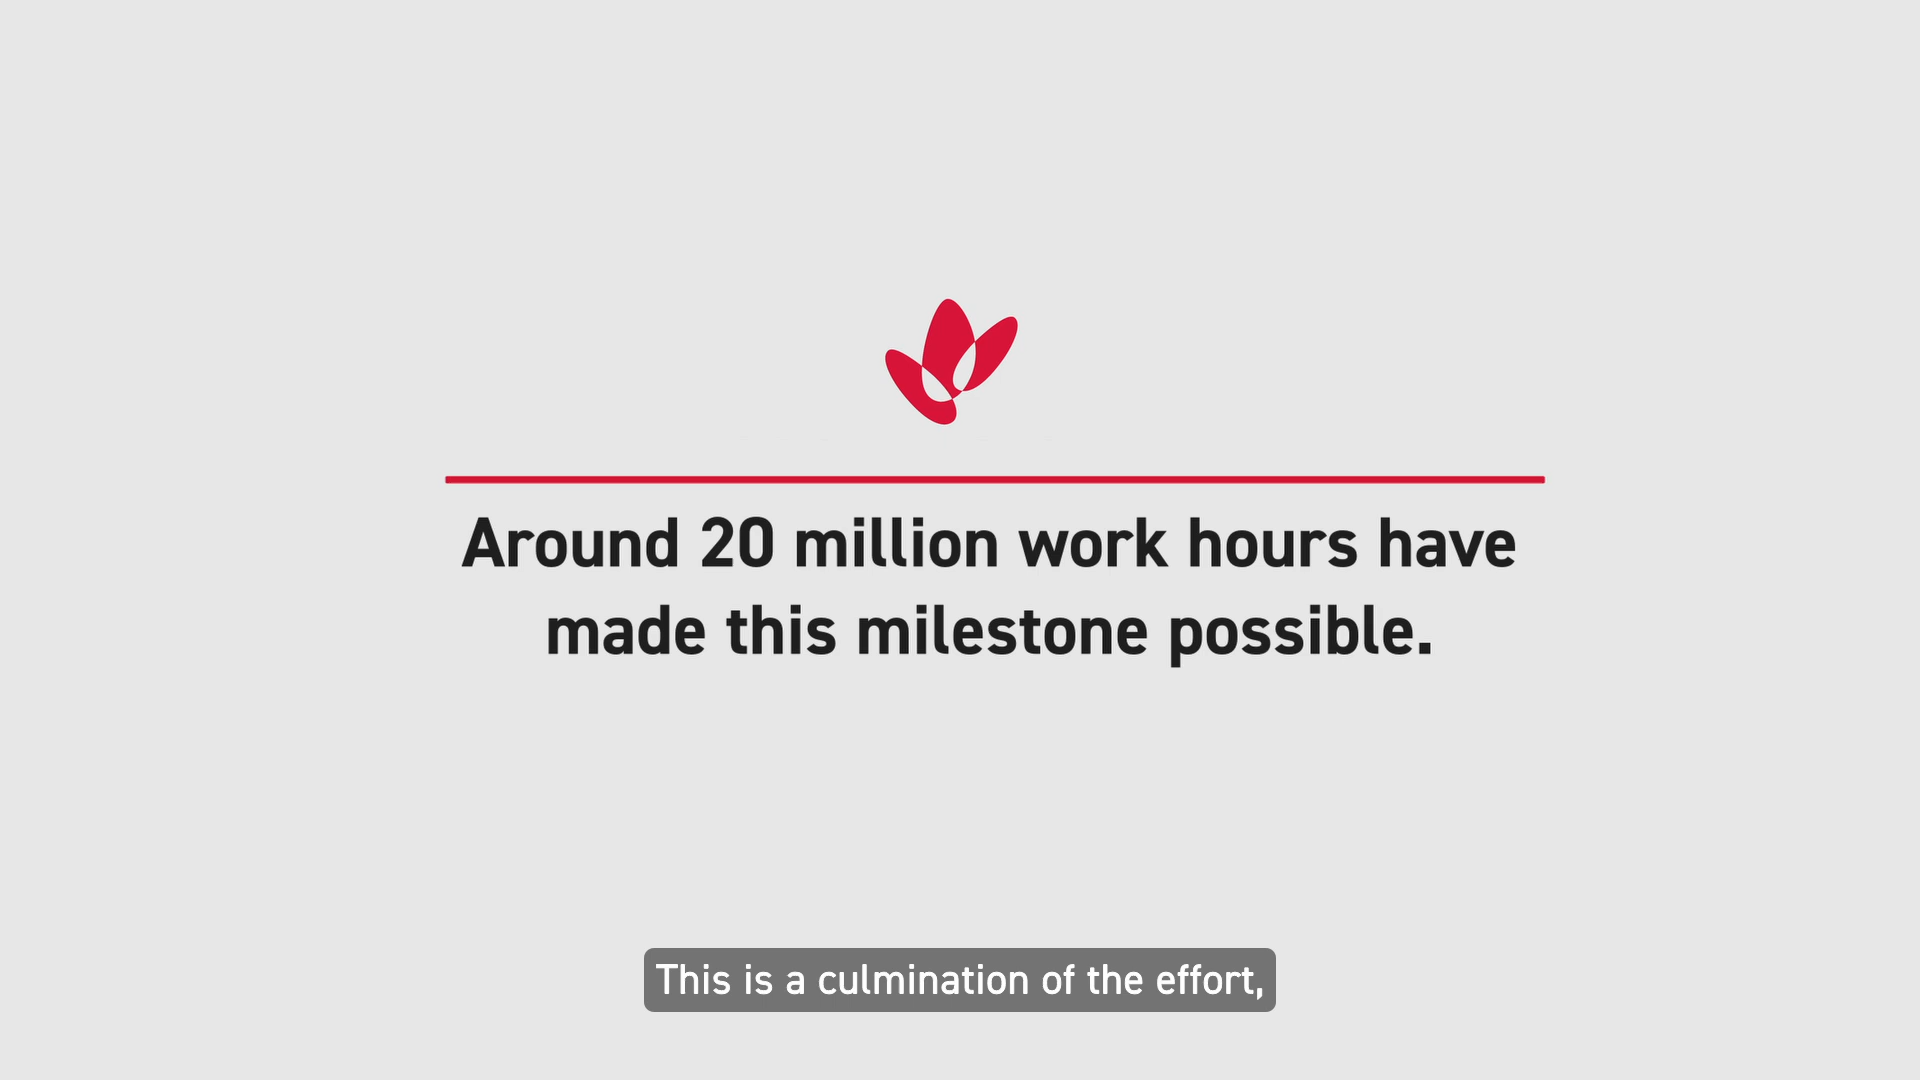 Around 20 million work hours have
made this milestone possible.
This is a culmination of the effort,